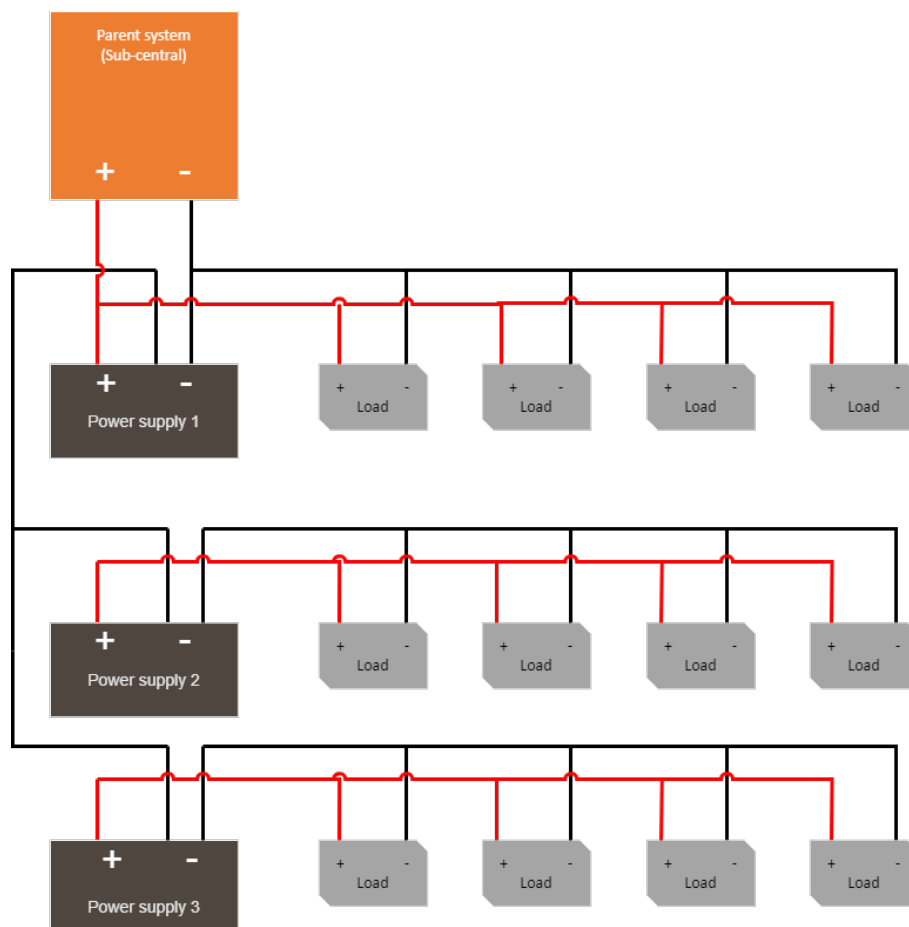 Parent system
(Sub-central)
+ -
+ -
Power supply 1
+ -
Load
+ -
Load
+ -
Load
+ -
Load
+ -
Power supply 2
+ -
Load
+ -
Load
+ -
Load
+ -
Load
+ -
Power supply 3
+ -
Load
+ -
Load
+ -
Load
+ -
Load